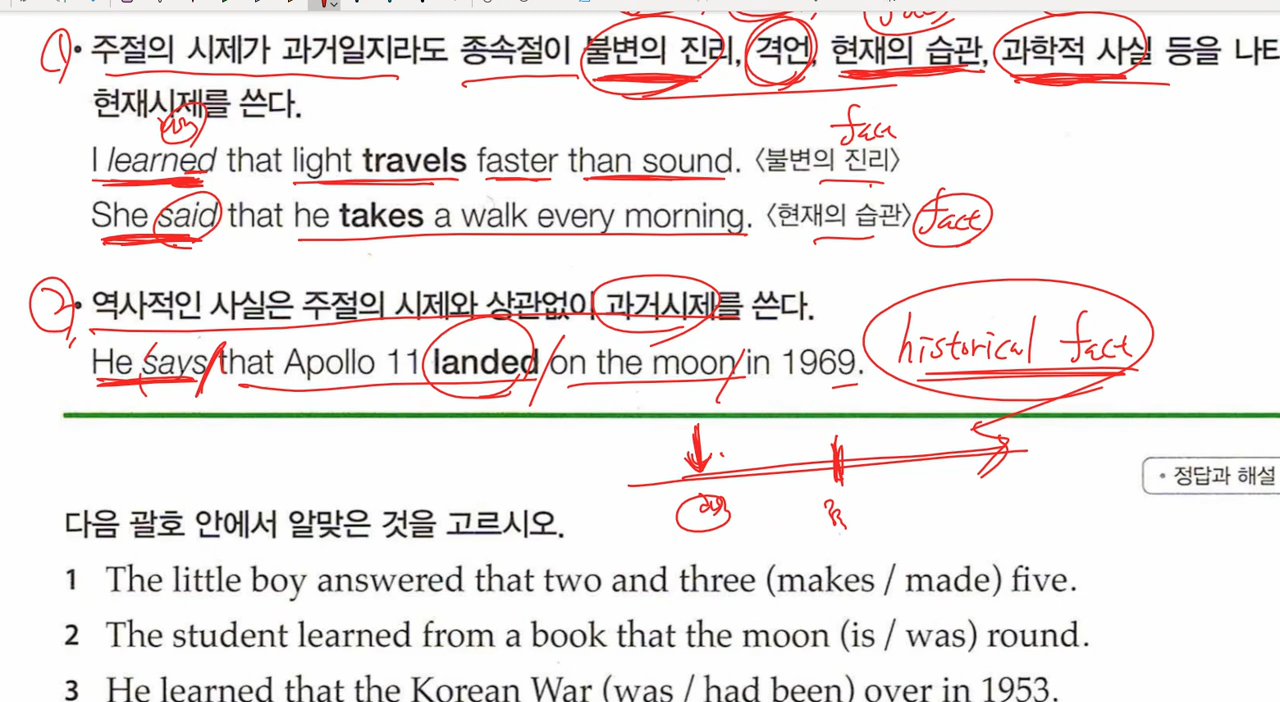 ① • 주절의 시제가 과거일지라도 종속절이 불변의 진리, 격언, 현재의 습관, 과학적 사실 등을 나타
현재시제를 쓴다.
fact
I learned that light travels faster than sound. 〈불변의 진리〉
She said that he takes a walk every morning. 〈현재의 습관〉 fact
② • 역사적인 사실은 주절의 시제와 상관없이 과거시제를 쓴다.
He says that Apollo 11 landed on the moon in 1969. historical fact
• 정답과 해설
다음 괄호 안에서 알맞은 것을 고르시오.
1 The little boy answered that two and three (makes / made) five.
2 The student learned from a book that the moon (is / was) round.
3 He learned that the Korean War (was / had been) over in 1953.